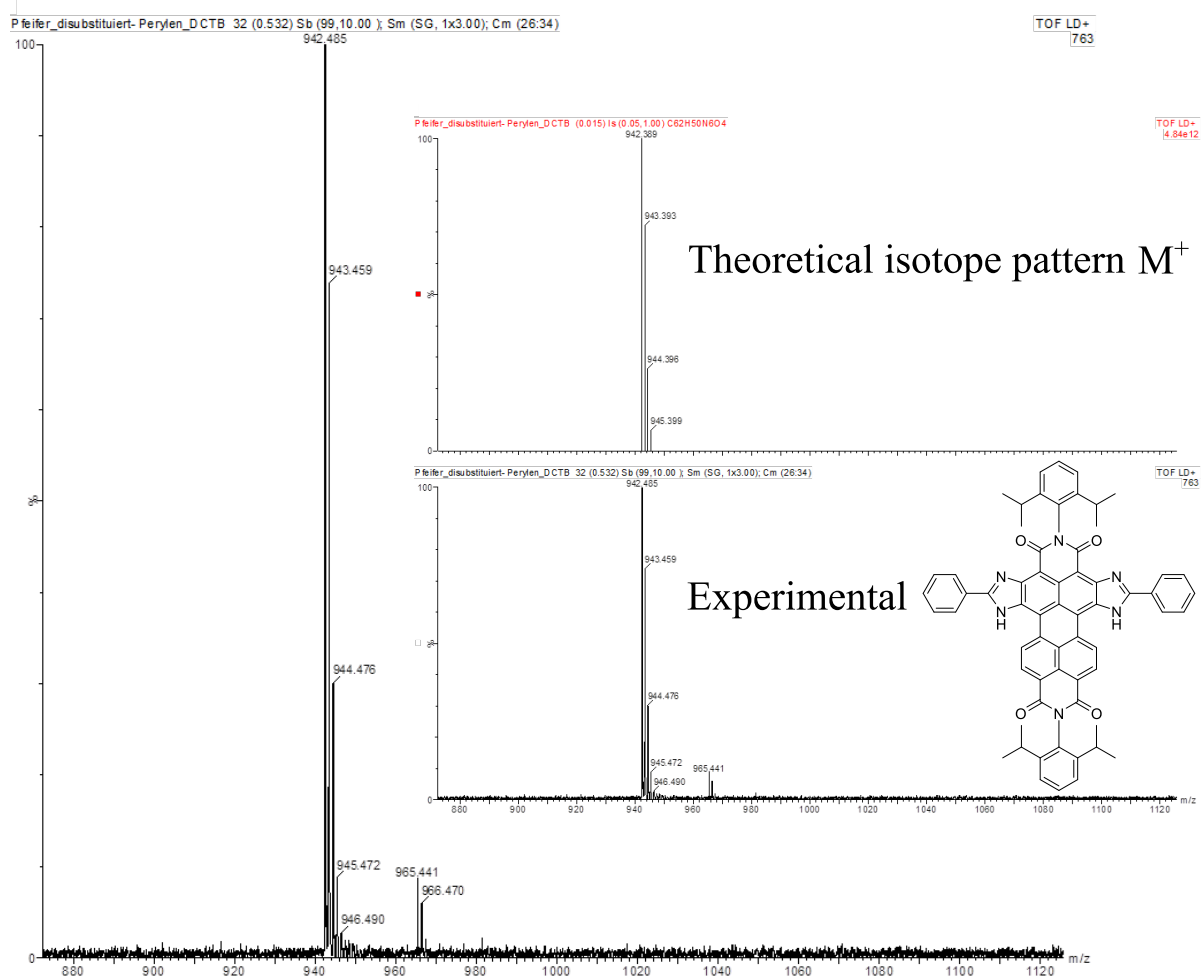 Pfeifer_disubstituiert- Perylen_DCTB 32 (0.532) Sb (99,10.00 ); Sm (SG, 1x3.00); Cm (26:34)
TOF LD+
763
100
942.485
943.459
944.476
945.472
946.490
965.441
966.470
%
0
880 900 920 940 960 980 1000 1020 1040 1060 1080 1100 1120
m/z
Pfeifer_disubstituiert- Perylen_DCTB (0.015) Is (0.05,1.00) C62H50N6O4
TOF LD+
4.84e12
100
942.389
943.393
944.396
945.399
%
0
Theoretical isotope pattern M+
Pfeifer_disubstituiert- Perylen_DCTB 32 (0.532) Sb (99,10.00 ); Sm (SG, 1x3.00); Cm (26:34)
TOF LD+
763
100
942.485
943.459
944.476
945.472
946.490
965.441
%
0
880 900 920 940 960 980 1000 1020 1040 1060 1080 1100 1120
m/z
Experimental
O N O
N N
N H N H
O N O